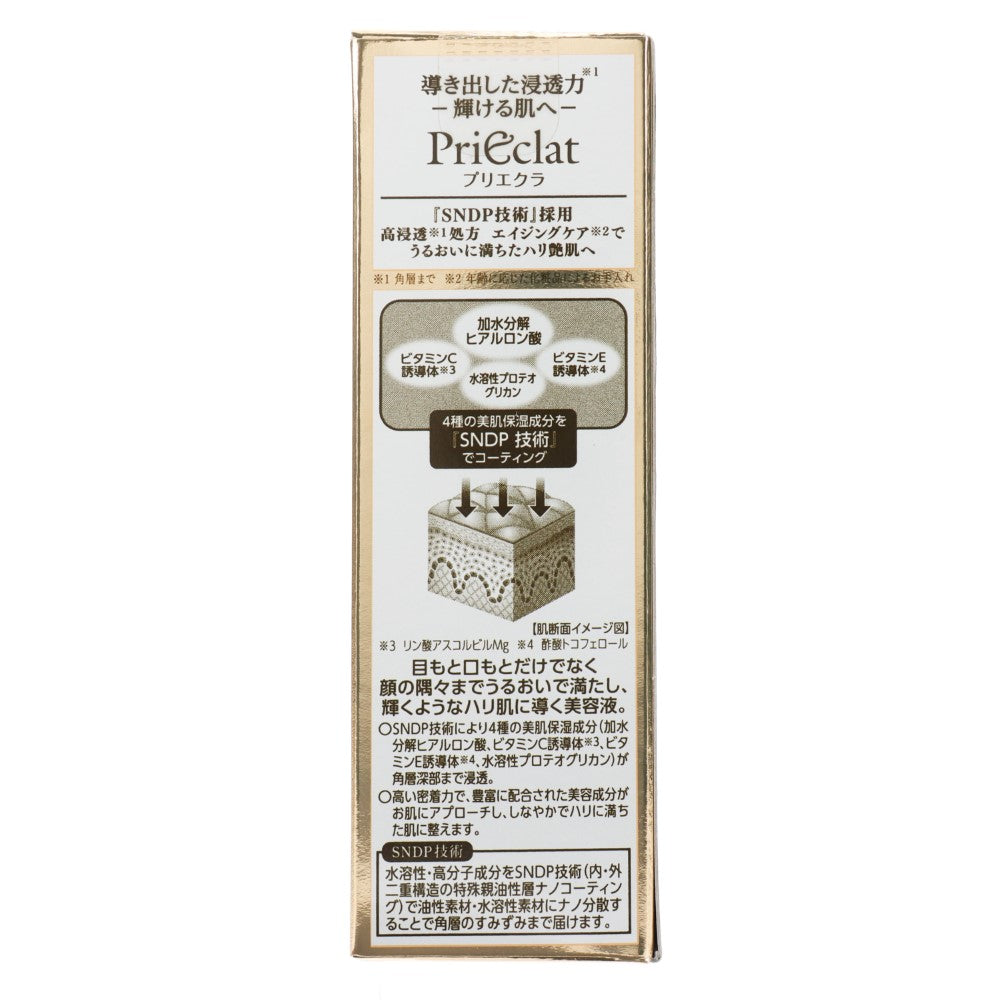 導き出した浸透力※1
－輝ける肌へ－
PriEclat
プリエクラ
『SNDP技術』採用
高浸透※1処方 エイジングケア※2で
うるおいに満ちたハリ艶肌へ
※1 角層まで ※2 年齢に応じた化粧品によるお手入れ
加水分解
ヒアルロン酸
ビタミンC
誘導体※3
ビタミンE
誘導体※4
水溶性プロテオ
グリカン
4種の美肌保湿成分を
『SNDP 技術』
でコーティング
【肌断面イメージ図】
※3 リン酸アスコルビルMg ※4 酢酸トコフェロール
目もと口もとだけでなく
顔の隅々までうるおいで満たし、
輝くようなハリ肌に導く美容液。
○SNDP技術により4種の美肌保湿成分(加水
分解ヒアルロン酸、ビタミンC誘導体※3、ビタ
ミンE誘導体※4、水溶性プロテオグリカン)が
角層深部まで浸透。
○高い密着力で、豊富に配合された美容成分が
お肌にアプローチし、しなやかでハリに満ち
た肌に整えます。
SNDP技術
水溶性・高分子成分をSNDP技術(内・外
二重構造の特殊親油性層ナノコーティン
グ)で油性素材・水溶性素材にナノ分散す
ることで角層のすみずみまで届けます。